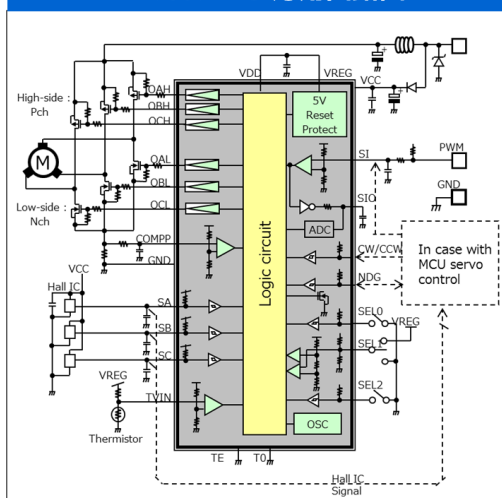 VDD
VREG
VCC
OAH
OBH
OCH
High-side :
Pch
5V
Reset
Protect
PWM
SI
M
OAL
OBL
OCL
Low-side :
Nch
Logic circuit
GND
SIO
ADC
COMPP
GND
CW/CCW
In case with
MCU servo
control
VCC
Hall IC
NDG
SA
SB
SC
SEL0
VREG
SEL1
VREG
TVIN
SEL2
Thermistor
OSC
TE
T0
Hall IC
Signal